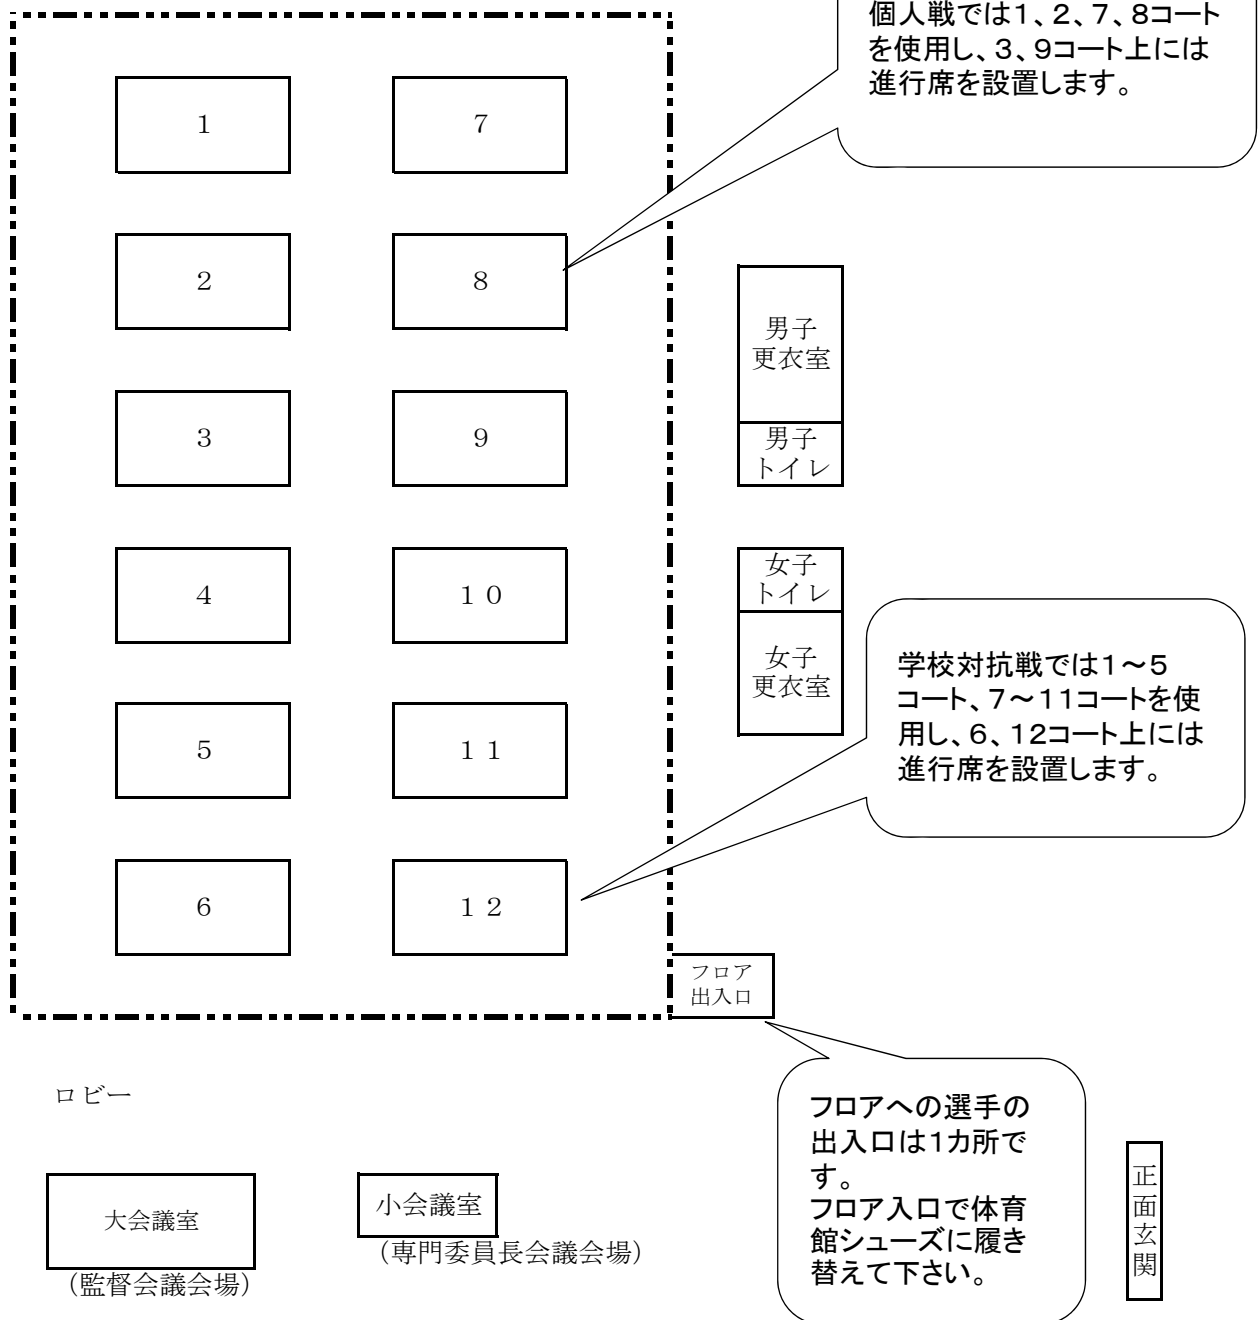 個人戦では1、2、7、8コート
を使用し、3、9コート上には
進行席を設置します。
1
7
2
8
3
9
4
10
5
11
6
12
男子
更衣室
男子
トイレ
女子
トイレ
女子
更衣室
学校対抗戦では1～5
コート、7～11コートを使
用し、6、12コート上には
進行席を設置します。
フロア
出入口
ロビー
フロアへの選手の
出入口は1カ所で
す。
フロア入口で体育
館シューズに履き
替えて下さい。
大会議室
(監督会議会場)
小会議室
(専門委員長会議会場)
正面玄関